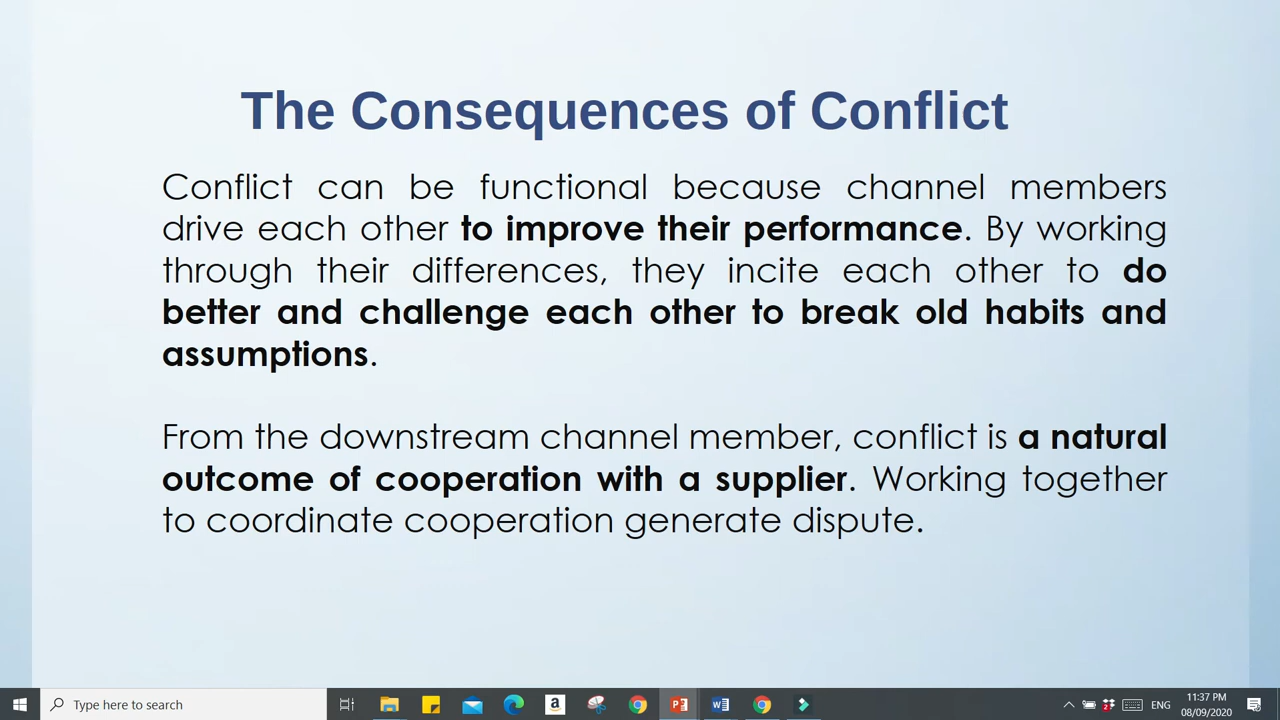 The Consequences of Conflict
Conflict can be functional because channel members
drive each other to improve their performance. By working
through their differences, they incite each other to do
better and challenge each other to break old habits and
assumptions.
From the downstream channel member, conflict is a natural
outcome of cooperation with a supplier. Working together
to coordinate cooperation generate dispute.
Type here to search
ENG
11:37 PM
08/09/2020